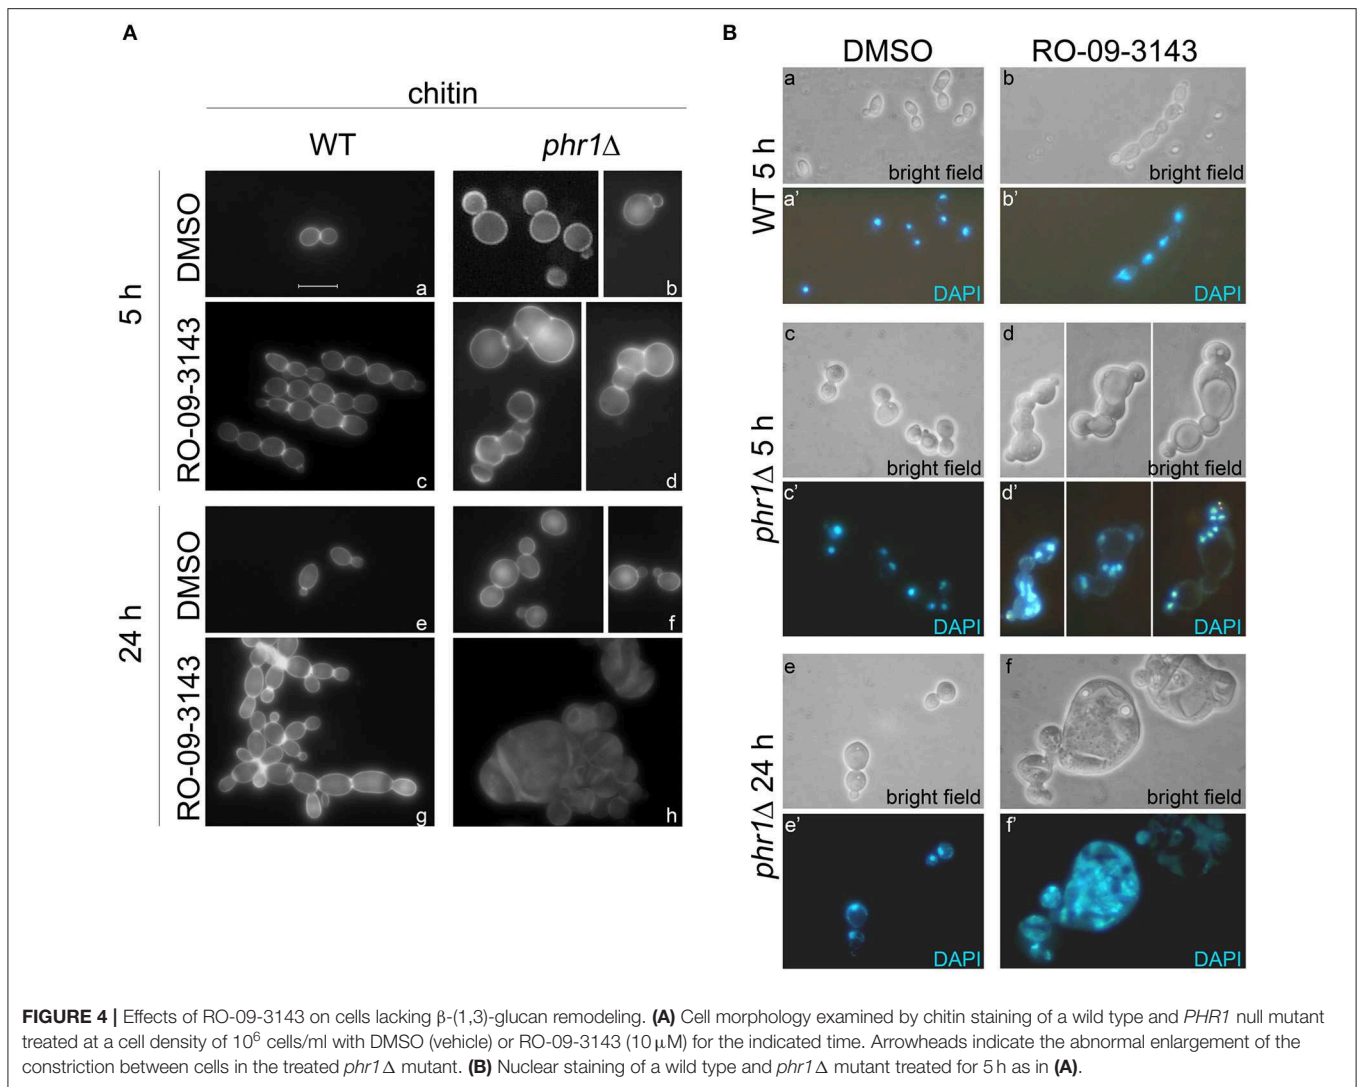 A
chitin
WT
phr1Δ
5 h
DMSO
a
b
RO-09-3143
c
d
24 h
DMSO
e
f
RO-09-3143
g
h
B
DMSO
RO-09-3143
WT 5 h
a
bright field
b
bright field
a'
DAPI
b'
DAPI
phr1Δ 5 h
c
bright field
d
bright field
c'
DAPI
d'
DAPI
phr1Δ 24 h
e
bright field
f
bright field
e'
DAPI
f'
DAPI
FIGURE 4 | Effects of RO-09-3143 on cells lacking β-(1,3)-glucan remodeling. (A) Cell morphology examined by chitin staining of a wild type and PHR1 null mutant
treated at a cell density of 10⁶ cells/ml with DMSO (vehicle) or RO-09-3143 (10 μM) for the indicated time. Arrowheads indicate the abnormal enlargement of the
constriction between cells in the treated phr1Δ mutant. (B) Nuclear staining of a wild type and phr1Δ mutant treated for 5 h as in (A).